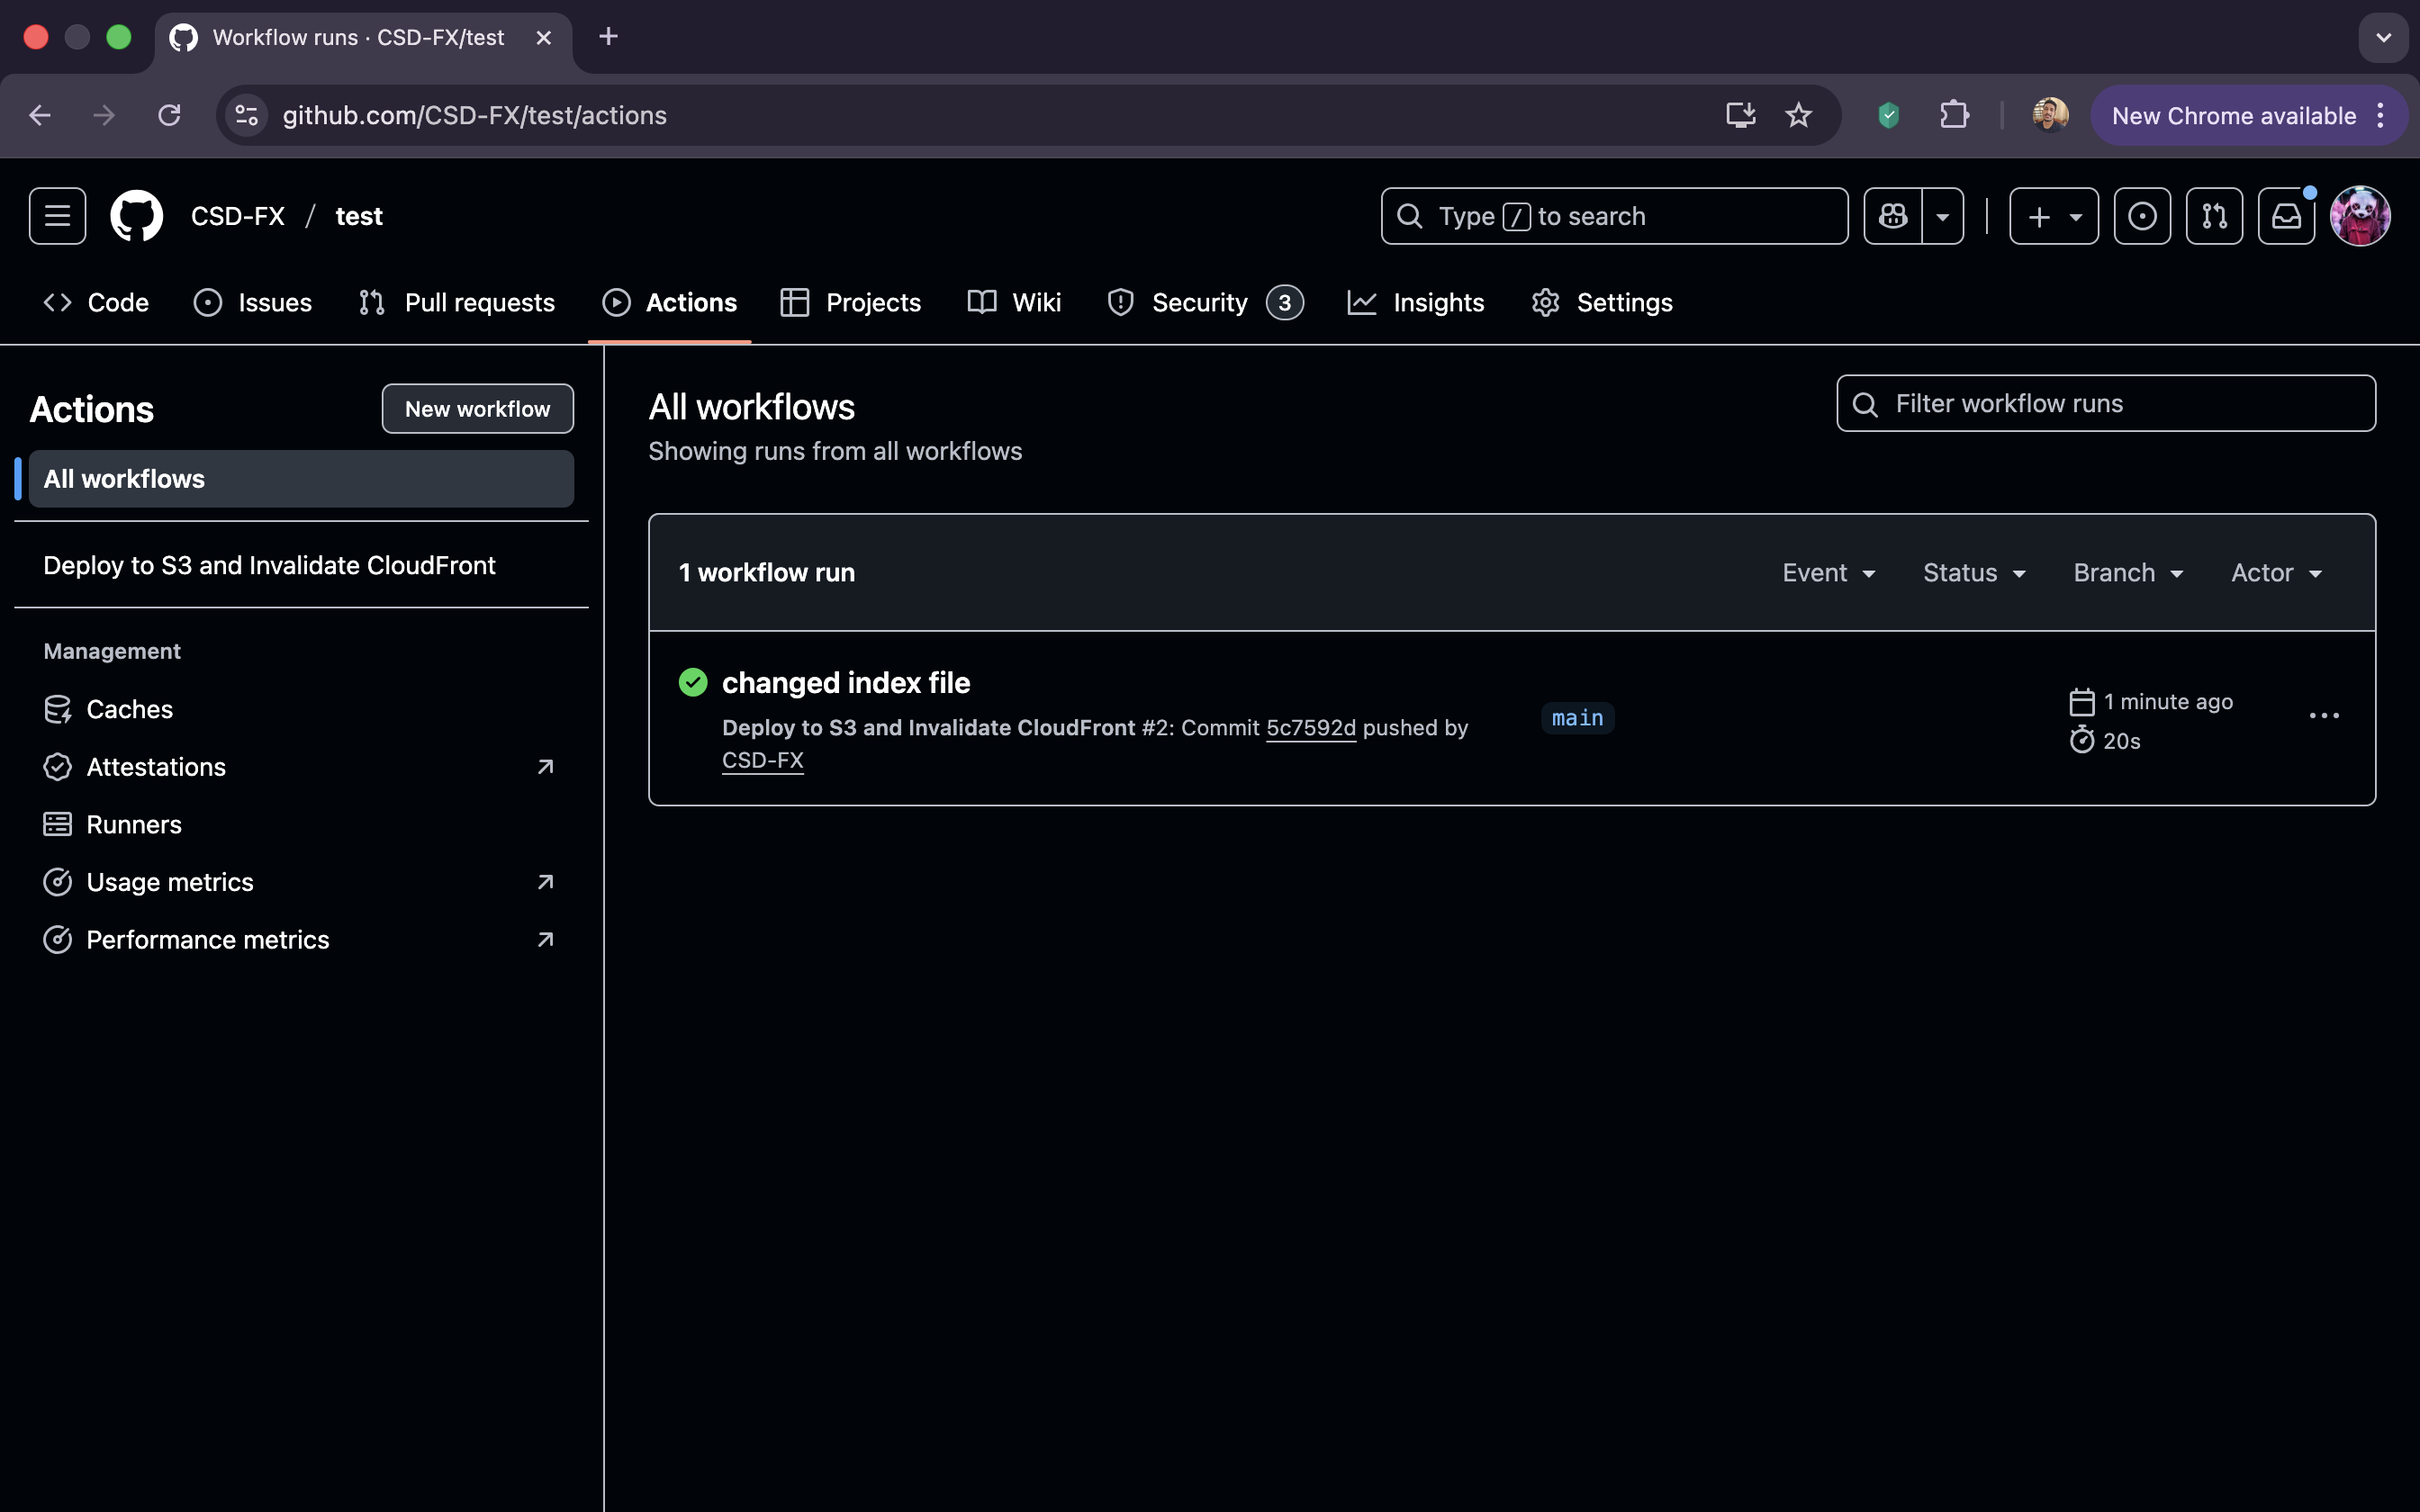 Workflow runs · CSD-FX/test
github.com/CSD-FX/test/actions
New Chrome available
CSD-FX / test
Type / to search
Code
Issues
Pull requests
Actions
Projects
Wiki
Security 3
Insights
Settings
Actions
New workflow
All workflows
Deploy to S3 and Invalidate CloudFront
Management
Caches
Attestations
Runners
Usage metrics
Performance metrics
All workflows
Showing runs from all workflows
Filter workflow runs
1 workflow run
Event
Status
Branch
Actor
changed index file
Deploy to S3 and Invalidate CloudFront #2: Commit 5c7592d pushed by
CSD-FX
main
1 minute ago
20s